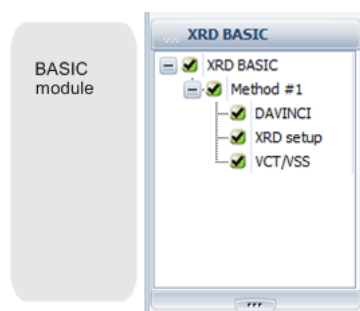 BASIC
module
XRD BASIC
XRD BASIC
Method #1
DAVINCI
XRD setup
VCT/VSS